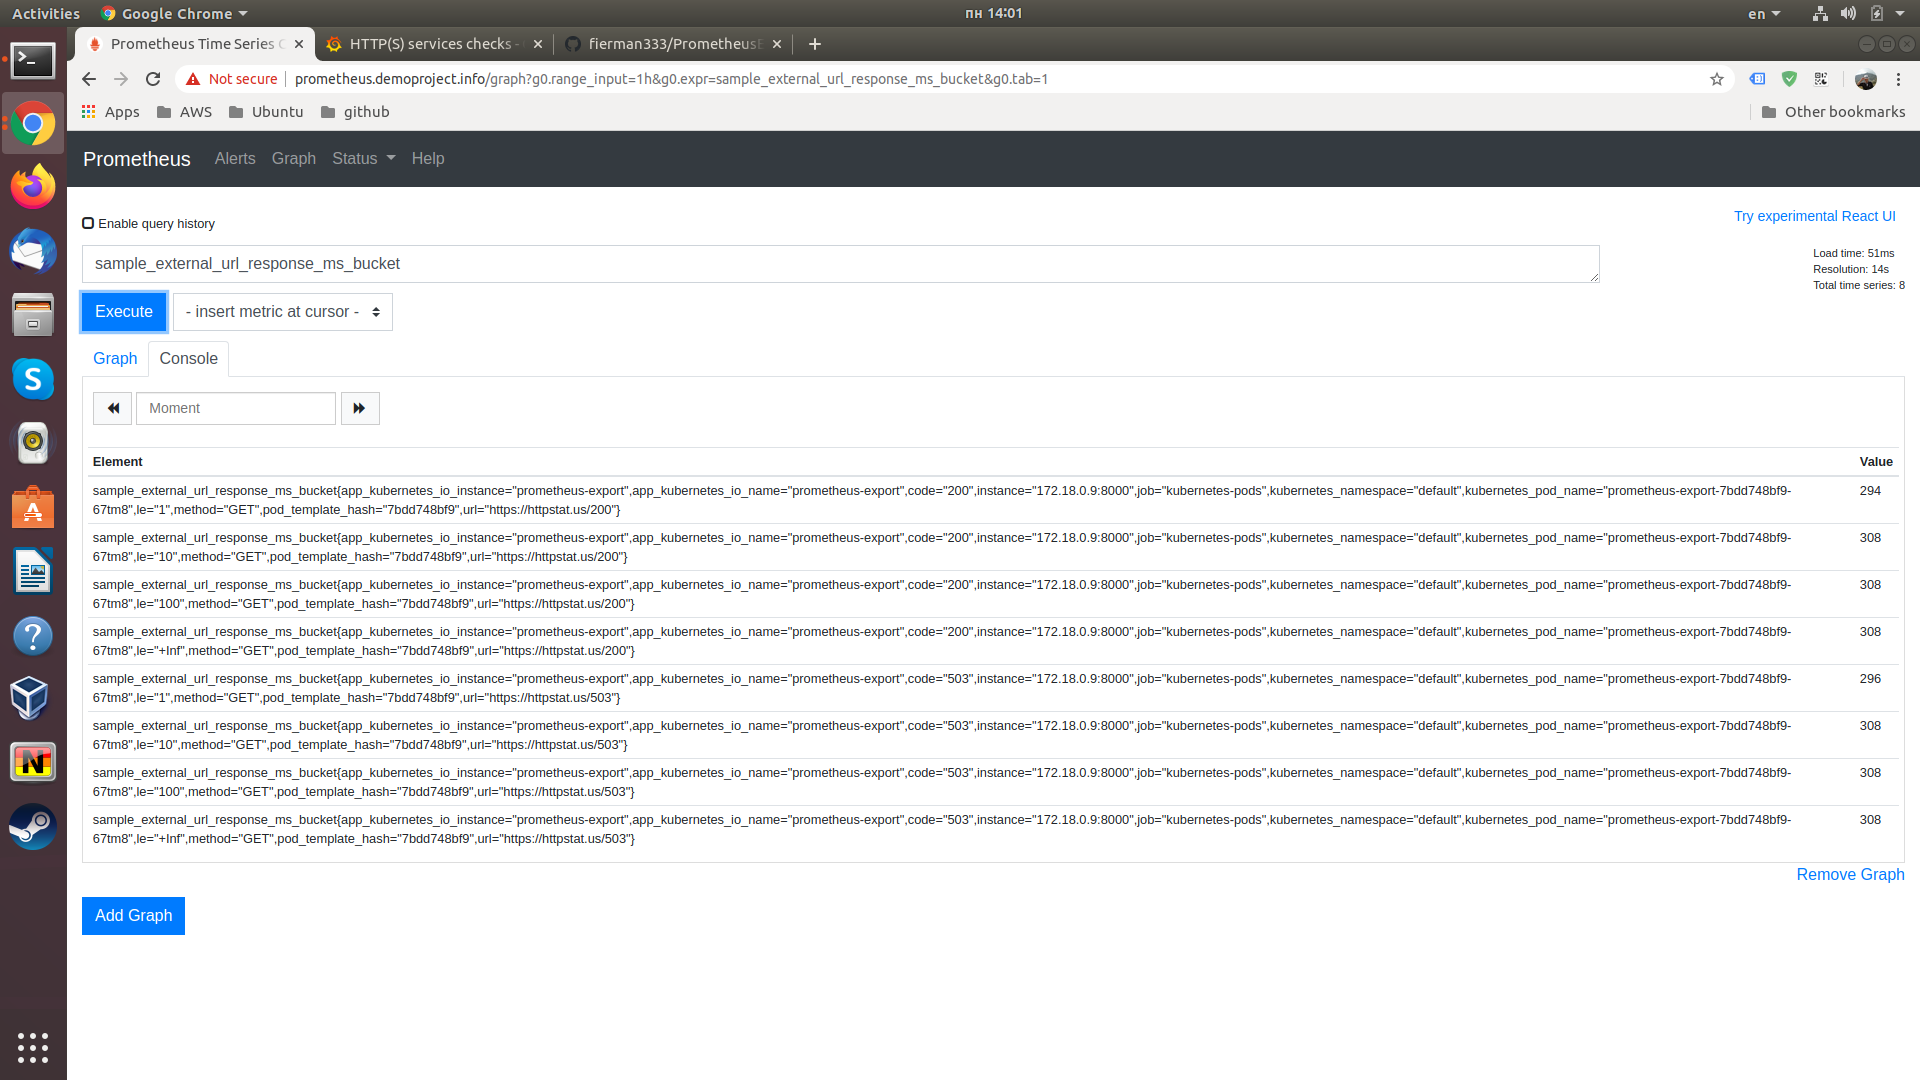 Activities
Google Chrome
пн 14:01
en
Prometheus Time Series C
HTTP(S) services checks -
fierman333/PrometheusE
Not secure
prometheus.demoproject.info/graph?g0.range_input=1h&g0.expr=sample_external_url_response_ms_bucket&g0.tab=1
Apps
AWS
Ubuntu
github
Other bookmarks
Prometheus
Alerts
Graph
Status
Help
Enable query history
Try experimental React UI
sample_external_url_response_ms_bucket
Load time: 51ms
Resolution: 14s
Total time series: 8
Execute
- insert metric at cursor -
Graph
Console
Moment
Element Value
sample_external_url_response_ms_bucket{app_kubernetes_io_instance="prometheus-export",app_kubernetes_io_name="prometheus-export",code="200",instance="172.18.0.9:8000",job="kubernetes-pods",kubernetes_namespace="default",kubernetes_pod_name="prometheus-export-7bdd748bf9- 294
67tm8",le="1",method="GET",pod_template_hash="7bdd748bf9",url="https://httpstat.us/200"}
sample_external_url_response_ms_bucket{app_kubernetes_io_instance="prometheus-export",app_kubernetes_io_name="prometheus-export",code="200",instance="172.18.0.9:8000",job="kubernetes-pods",kubernetes_namespace="default",kubernetes_pod_name="prometheus-export-7bdd748bf9- 308
67tm8",le="10",method="GET",pod_template_hash="7bdd748bf9",url="https://httpstat.us/200"}
sample_external_url_response_ms_bucket{app_kubernetes_io_instance="prometheus-export",app_kubernetes_io_name="prometheus-export",code="200",instance="172.18.0.9:8000",job="kubernetes-pods",kubernetes_namespace="default",kubernetes_pod_name="prometheus-export-7bdd748bf9- 308
67tm8",le="100",method="GET",pod_template_hash="7bdd748bf9",url="https://httpstat.us/200"}
sample_external_url_response_ms_bucket{app_kubernetes_io_instance="prometheus-export",app_kubernetes_io_name="prometheus-export",code="200",instance="172.18.0.9:8000",job="kubernetes-pods",kubernetes_namespace="default",kubernetes_pod_name="prometheus-export-7bdd748bf9- 308
67tm8",le="+Inf",method="GET",pod_template_hash="7bdd748bf9",url="https://httpstat.us/200"}
sample_external_url_response_ms_bucket{app_kubernetes_io_instance="prometheus-export",app_kubernetes_io_name="prometheus-export",code="503",instance="172.18.0.9:8000",job="kubernetes-pods",kubernetes_namespace="default",kubernetes_pod_name="prometheus-export-7bdd748bf9- 296
67tm8",le="1",method="GET",pod_template_hash="7bdd748bf9",url="https://httpstat.us/503"}
sample_external_url_response_ms_bucket{app_kubernetes_io_instance="prometheus-export",app_kubernetes_io_name="prometheus-export",code="503",instance="172.18.0.9:8000",job="kubernetes-pods",kubernetes_namespace="default",kubernetes_pod_name="prometheus-export-7bdd748bf9- 308
67tm8",le="10",method="GET",pod_template_hash="7bdd748bf9",url="https://httpstat.us/503"}
sample_external_url_response_ms_bucket{app_kubernetes_io_instance="prometheus-export",app_kubernetes_io_name="prometheus-export",code="503",instance="172.18.0.9:8000",job="kubernetes-pods",kubernetes_namespace="default",kubernetes_pod_name="prometheus-export-7bdd748bf9- 308
67tm8",le="100",method="GET",pod_template_hash="7bdd748bf9",url="https://httpstat.us/503"}
sample_external_url_response_ms_bucket{app_kubernetes_io_instance="prometheus-export",app_kubernetes_io_name="prometheus-export",code="503",instance="172.18.0.9:8000",job="kubernetes-pods",kubernetes_namespace="default",kubernetes_pod_name="prometheus-export-7bdd748bf9- 308
67tm8",le="+Inf",method="GET",pod_template_hash="7bdd748bf9",url="https://httpstat.us/503"}
Remove Graph
Add Graph